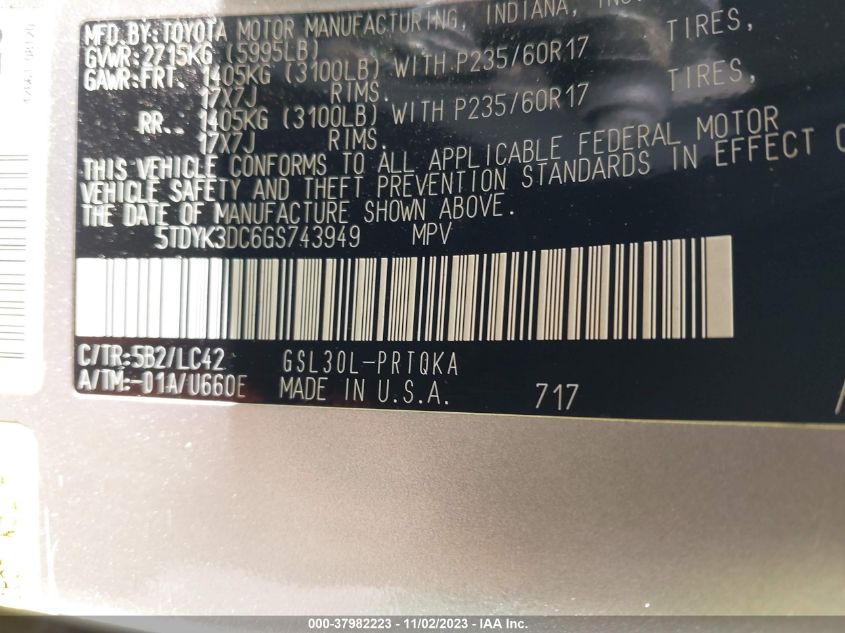 MFD.BY:TOYOTA MOTOR MANUFACTURING, INDIANA, INC
GVWR:2715KG (5995LB)
GAWR:FRT. 1405KG (3100LB) WITH P235/60R17 TIRES,
17X7J RIMS.
RR.. 1405KG (3100LB) WITH P235/60R17 TIRES,
17X7J RIMS.
THIS VEHICLE CONFORMS TO ALL APPLICABLE FEDERAL MOTOR
VEHICLE SAFETY AND THEFT PREVENTION STANDARDS IN EFFECT
THE DATE OF MANUFACTURE SHOWN ABOVE.
5TDYK3DC6GS743949 MPV
C/TR:5B2/LC42 GSL30L-PRTQKA
A/TM:-01A/U660E MADE IN U.S.A. 717
000-37982223 - 11/02/2023 - IAA Inc.